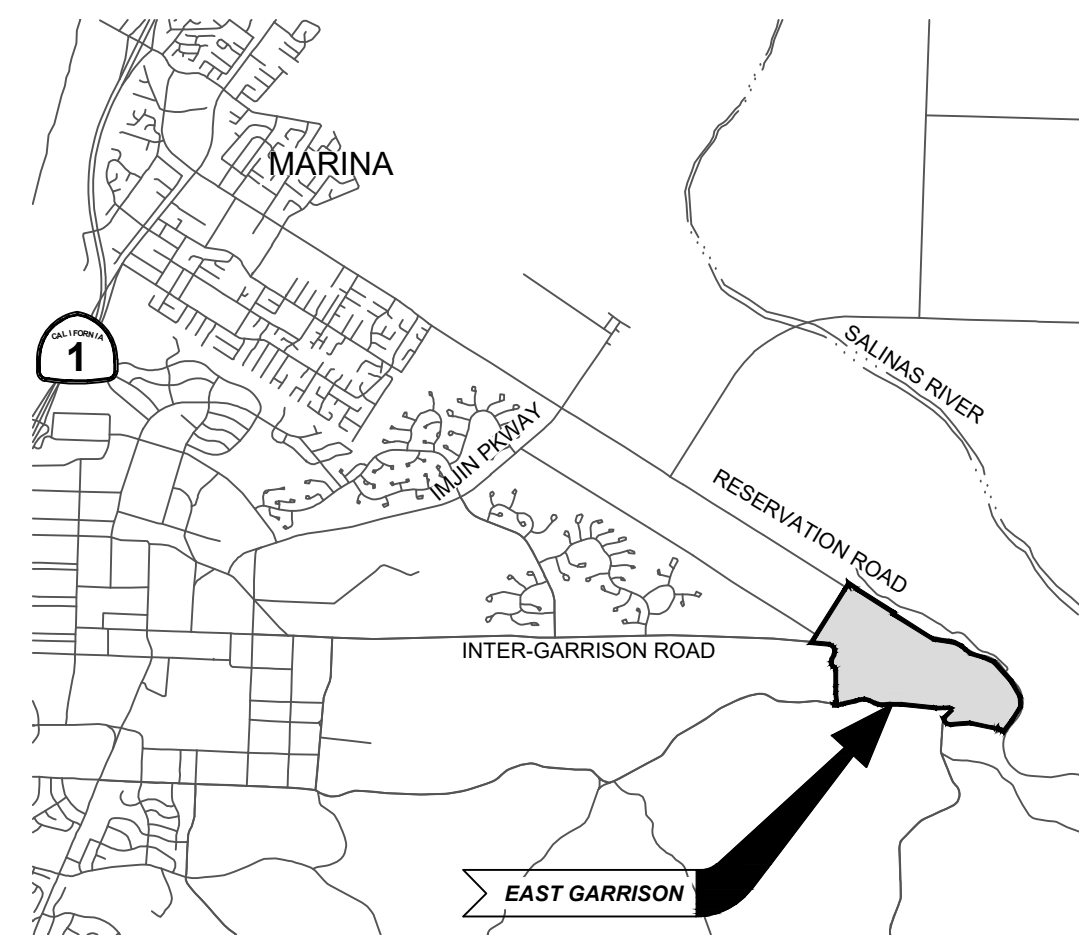 MARINA
CALIFORNIA
1
SALINAS RIVER
IMJIN PKWAY
RESERVATION ROAD
INTER-GARRISON ROAD
EAST GARRISON